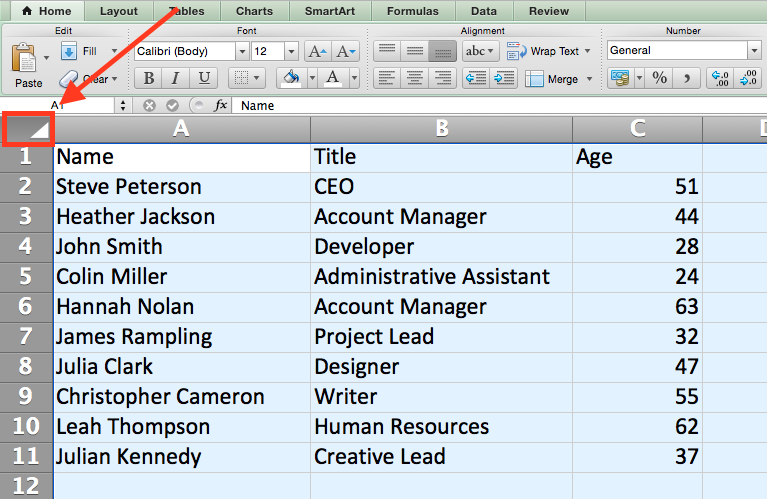 Home Layout Tables Charts SmartArt Formulas Data Review
Edit Font Alignment Number
Fill Calibri (Body) 12 A A abc Wrap Text General
Paste Clear B I U A Merge % , .0 .00 .00 .0
A1 fx Name
A B C
1 Name Title Age
2 Steve Peterson CEO 51
3 Heather Jackson Account Manager 44
4 John Smith Developer 28
5 Colin Miller Administrative Assistant 24
6 Hannah Nolan Account Manager 63
7 James Rampling Project Lead 32
8 Julia Clark Designer 47
9 Christopher Cameron Writer 55
10 Leah Thompson Human Resources 62
11 Julian Kennedy Creative Lead 37
12